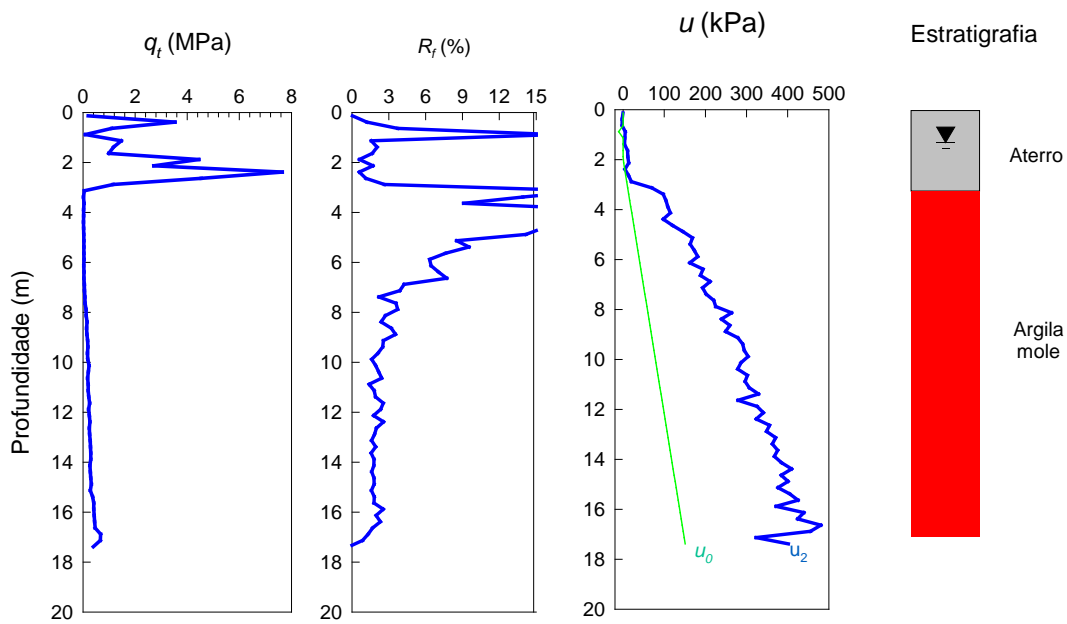 q_t (MPa)
0 2 4 6 8
R_f (%)
0 3 6 9 12 15
u (kPa)
0 100 200 300 400 500
Estratigrafia
Profundidade (m)
0
2
4
6
8
10
12
14
16
18
20
0
2
4
6
8
10
12
14
16
18
20
0
2
4
6
8
10
12
14
16
18
20
u_0
u_2
Aterro
Argila
mole